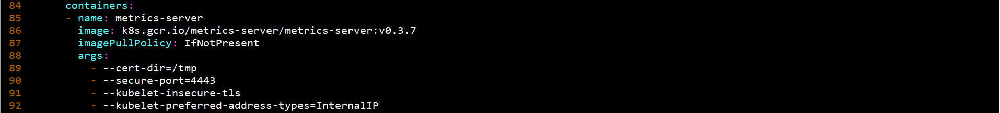 84       containers:
85       - name: metrics-server
86         image: k8s.gcr.io/metrics-server/metrics-server:v0.3.7
87         imagePullPolicy: IfNotPresent
88         args:
89           - --cert-dir=/tmp
90           - --secure-port=4443
91           - --kubelet-insecure-tls
92           - --kubelet-preferred-address-types=InternalIP